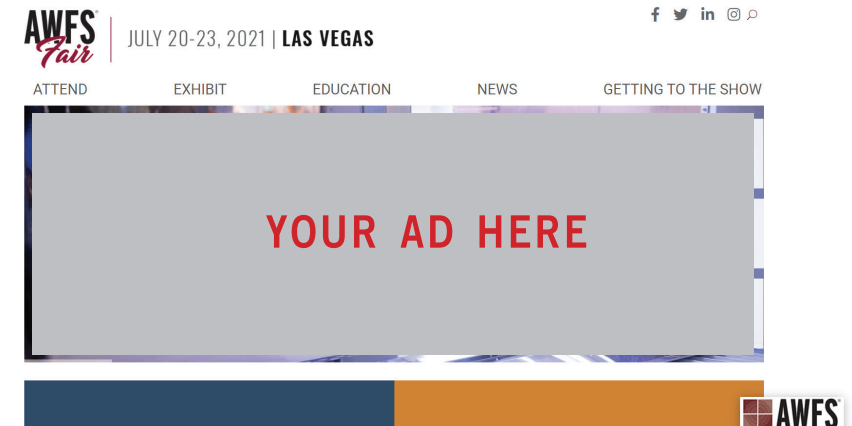 AWFS
Fair
JULY 20-23, 2021 | LAS VEGAS
ATTEND EXHIBIT EDUCATION NEWS GETTING TO THE SHOW
YOUR AD HERE
AWFS